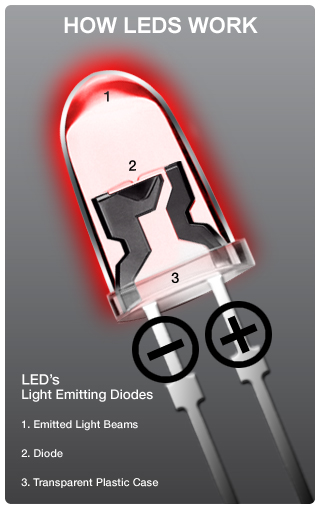 HOW LEDS WORK
1
2
3
LED's
Light Emitting Diodes
1. Emitted Light Beams
2. Diode
3. Transparent Plastic Case